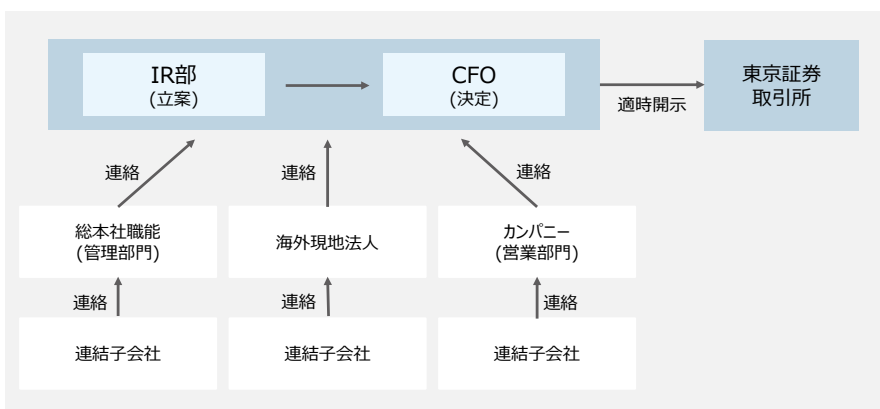 IR部
(立案)
CFO
(決定)
適時開示
東京証券
取引所
連絡
連絡
連絡
総本社職能
(管理部門)
海外現地法人
カンパニー
(営業部門)
連絡
連絡
連絡
連結子会社
連結子会社
連結子会社